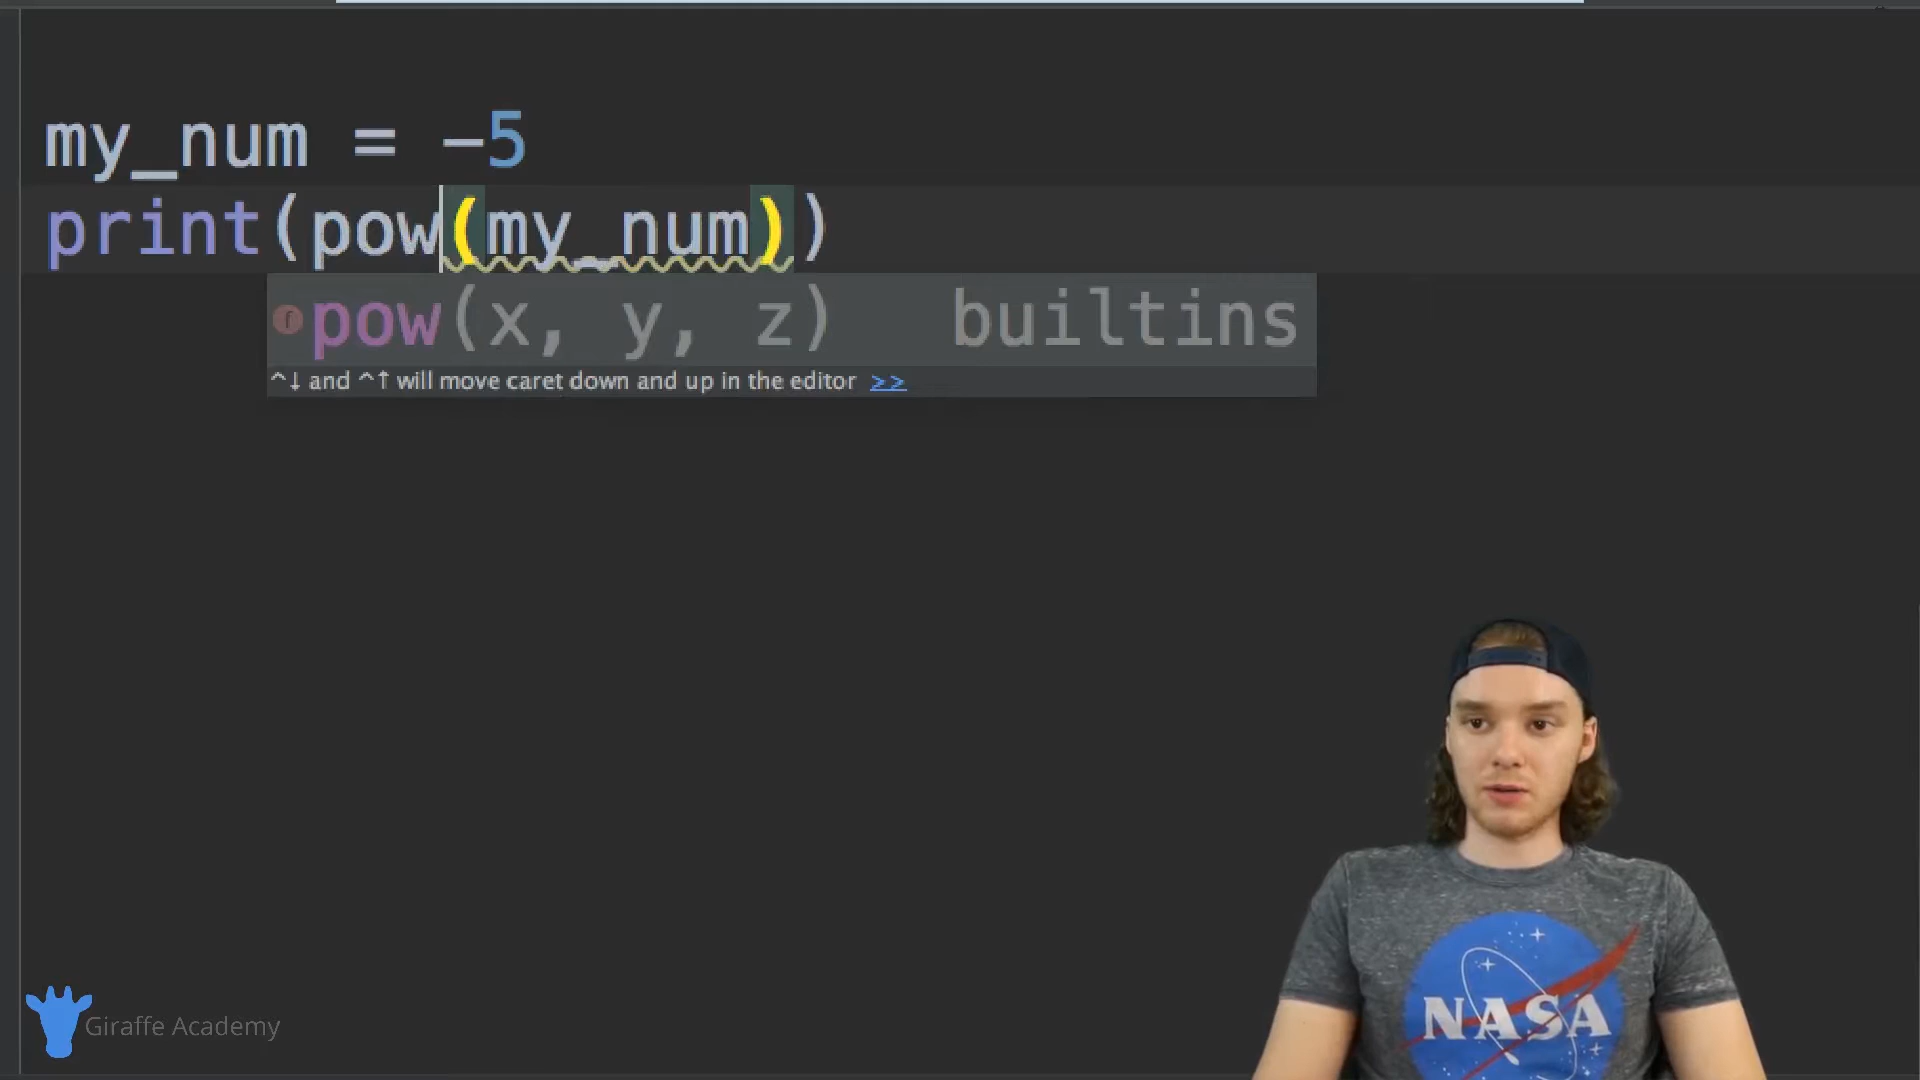 my_num = -5
print(pow(my_num))
pow(x, y, z) builtins
^↓ and ^↑ will move caret down and up in the editor >>
NASA
Giraffe Academy